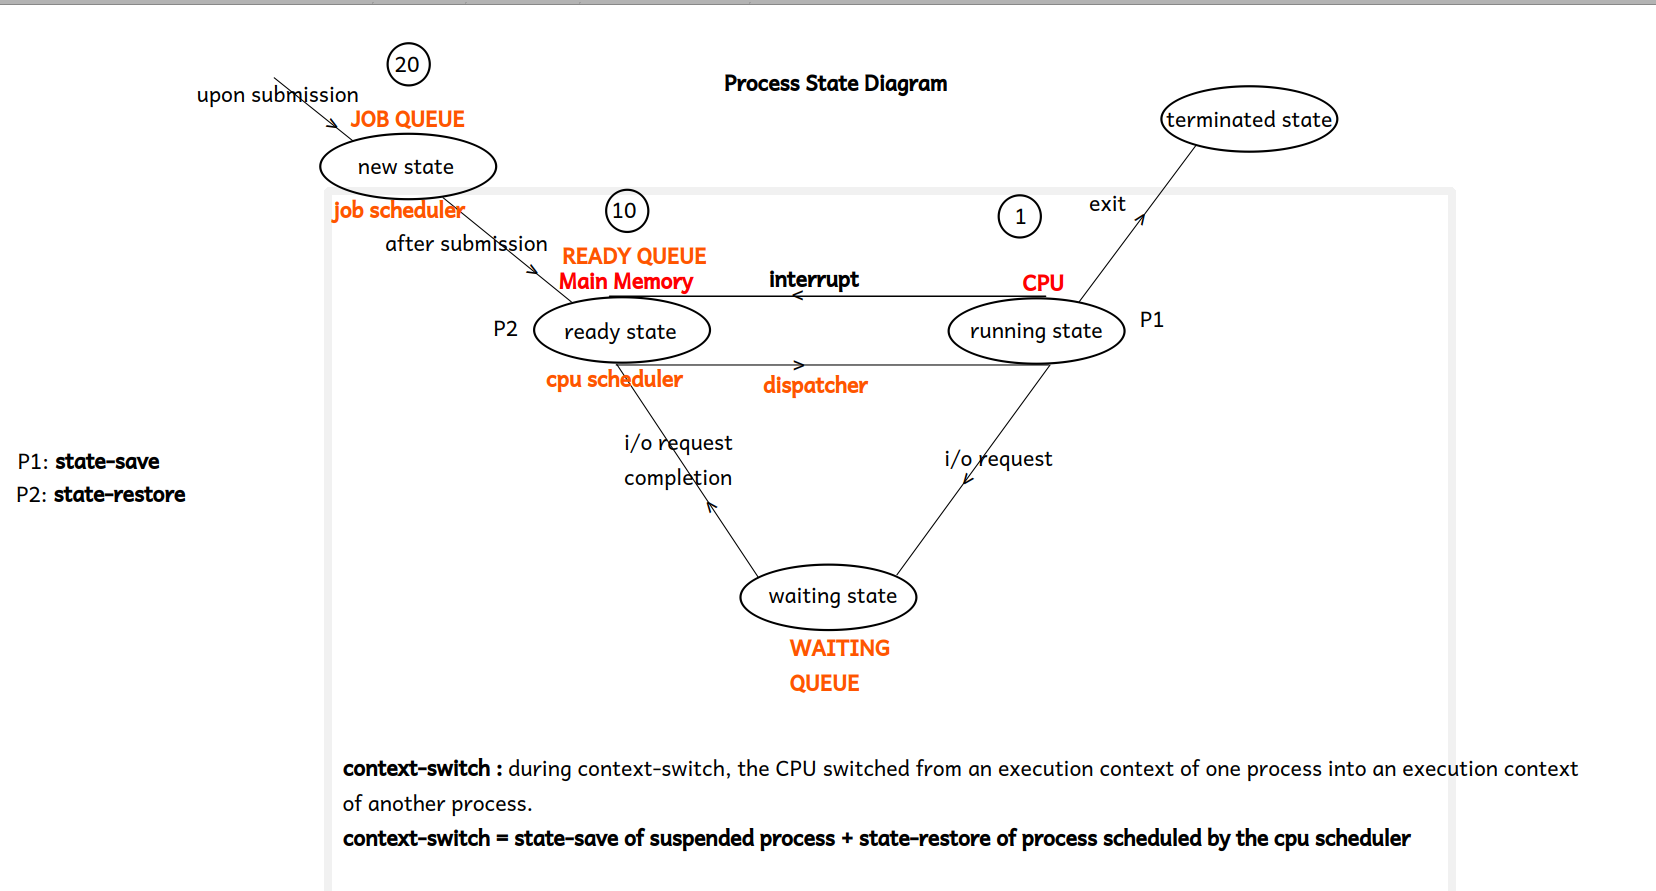 20
Process State Diagram
upon submission
JOB QUEUE
terminated state
new state
job scheduler
10
1
exit
after submission
READY QUEUE
Main Memory
interrupt
CPU
P2
ready state
running state
P1
cpu scheduler
dispatcher
i/o request
completion
i/o request
P1: state-save
P2: state-restore
waiting state
WAITING
QUEUE
context-switch : during context-switch, the CPU switched from an execution context of one process into an execution context
of another process.
context-switch = state-save of suspended process + state-restore of process scheduled by the cpu scheduler